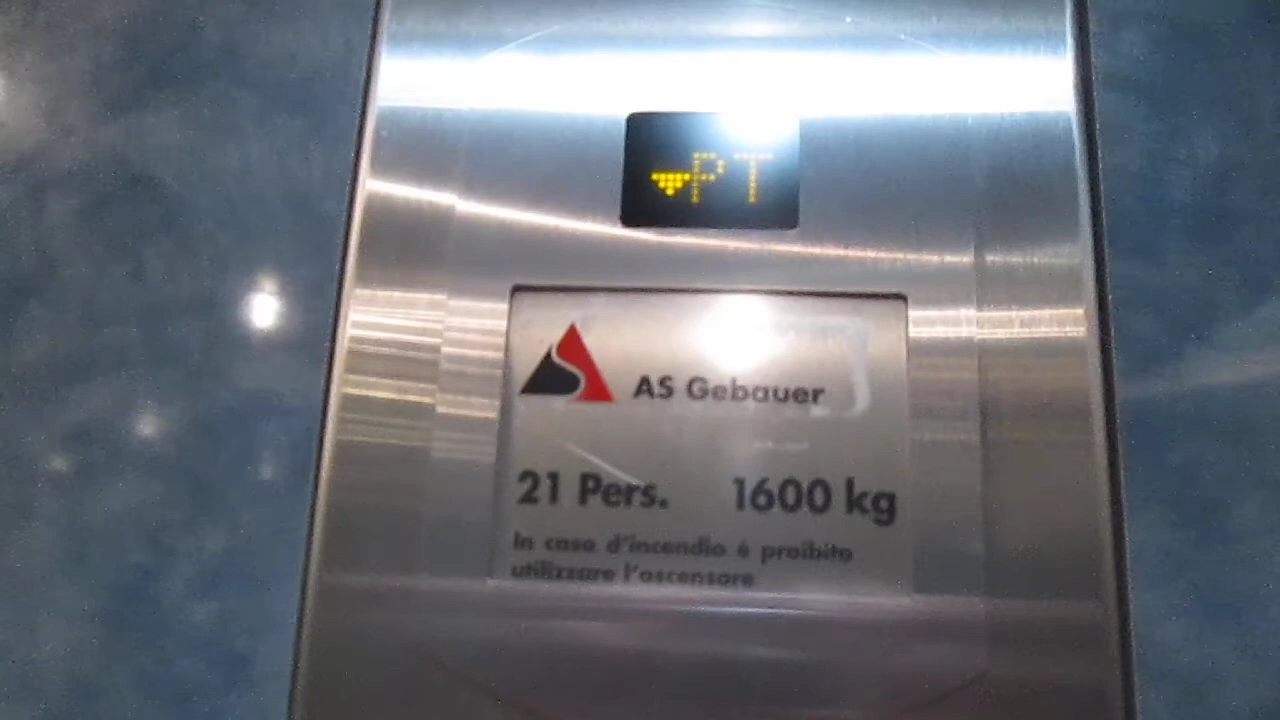 PT
AS Gebauer
21 Pers. 1600 kg
In caso d'incendio è proibito
utilizzare l'ascensore